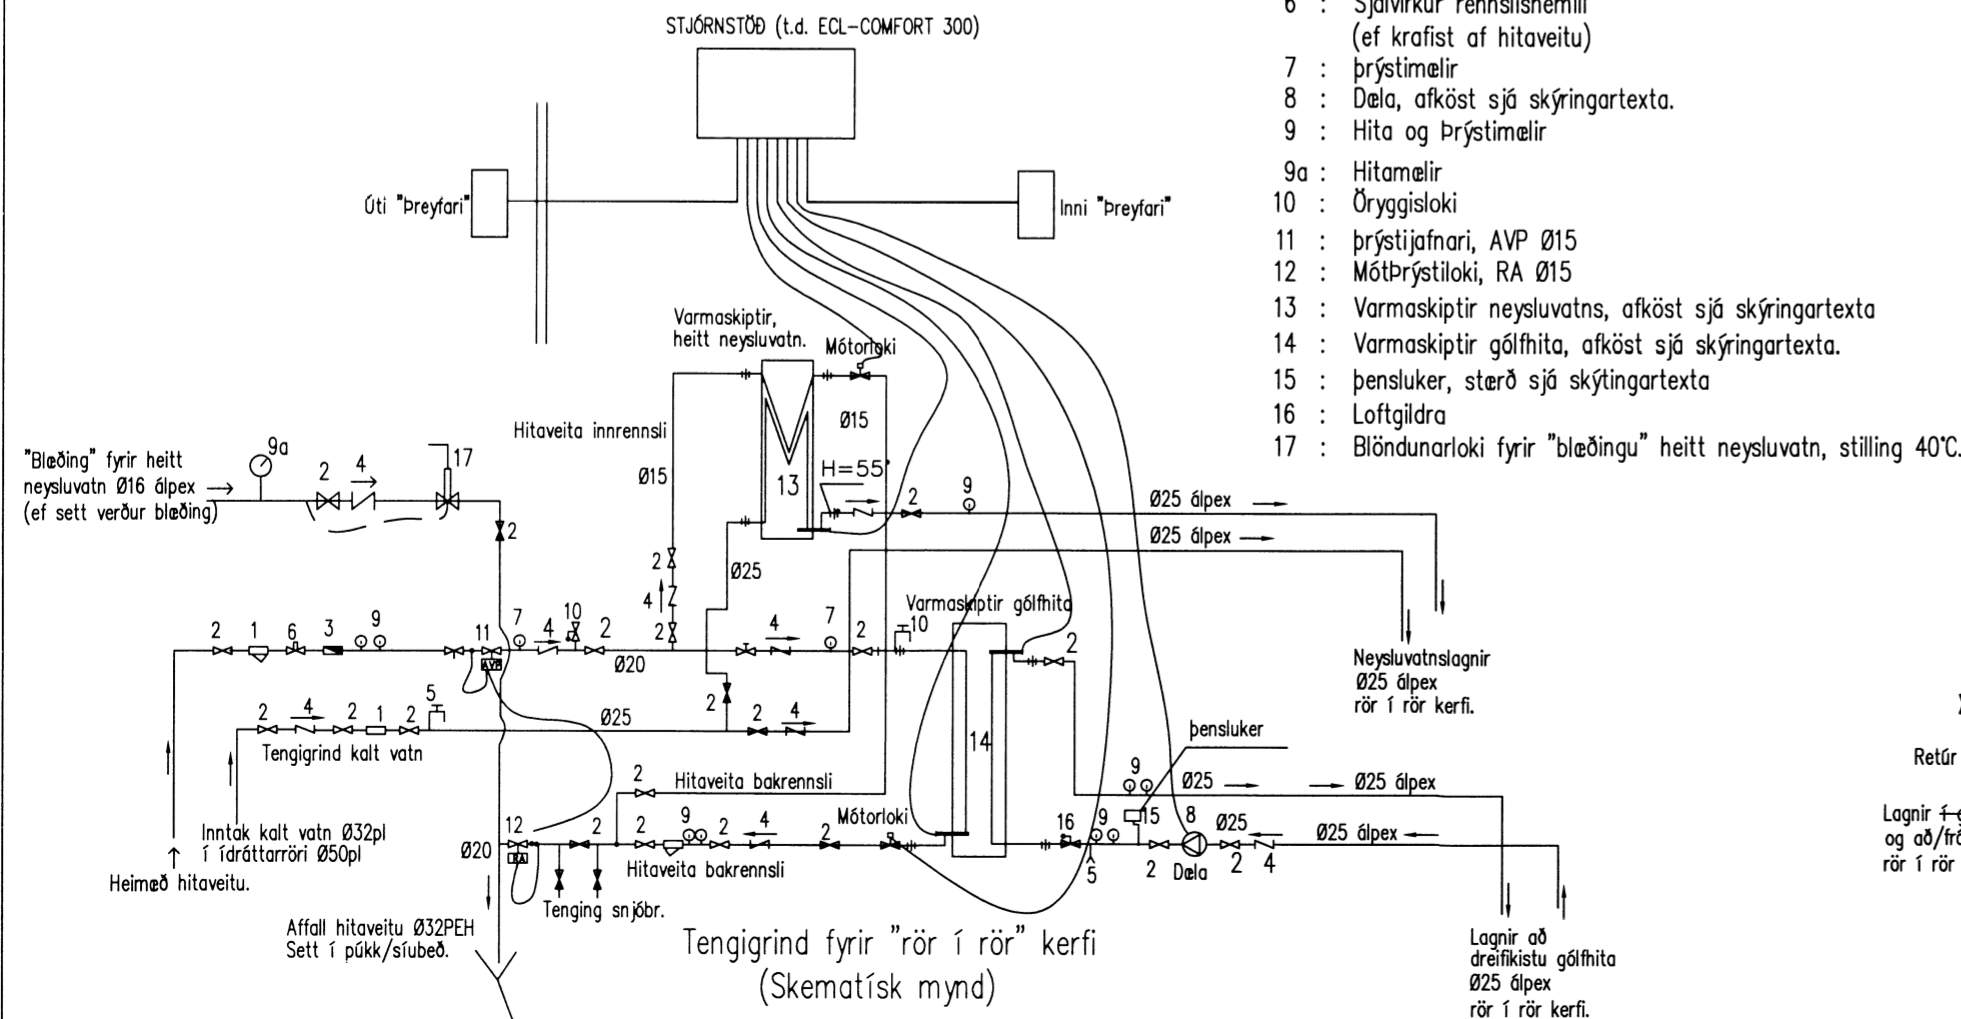 STJÓRNSTÖÐ (t.d. ECL-COMFORT 300)
6 : Sjálvirkur rennslishemill
(ef krafist af hitaveitu)
7 : Þrýstimælir
8 : Dæla, afköst sjá skýringartexta.
9 : Hita og Þrýstimælir
9a : Hitamælir
10 : Öryggisloki
11 : Þrýstijafnari, AVP Ø15
12 : MótÞrýstiloki, RA Ø15
13 : Varmaskiptir neysluvatns, afköst sjá skýringartexta
14 : Varmaskiptir gólfhita, afköst sjá skýringartexta.
15 : Þensluker, stærð sjá skýtingartexta
16 : Loftgildra
17 : Blöndunarloki fyrir "blæðingu" heitt neysluvatn, stilling 40°C.
Úti "Þreyfari"
Inni "Þreyfari"
Varmaskiptir,
heitt neysluvatn.
Mótorloki
Ø15
Hitaveita innrennsli
Ø15
H=55°
13
"Blæðing" fyrir heitt
neysluvatn Ø16 álpex
(ef sett verður blæðing)
9a
2
4
17
2
2
9
Ø25 álpex
Ø25 álpex
2
Ø25
4
2
Varmaskiptir gólfhita
2
1
6
3
9
11
AVP
7
4
10
2
Ø20
4
7
2
10
2
Neysluvatnslagnir
Ø25 álpex
rör í rör kerfi.
2
4
2
1
2
5
Ø25
2
2
4
Tengigrind kalt vatn
14
Þensluker
2
Hitaveita bakrennsli
9
Ø25
Ø25 álpex
Retúr
Inntak kalt vatn Ø32pl
í ídráttarröri Ø50pl
Heimæð hitaveitu.
Ø20
12
RA
2
2
9
2
4
2
Mótorloki
Hitaveita bakrennsli
16
9
15
8
Ø25
Ø25 álpex
5
2
Dæla
2
4
Lagnir
og að/frá
rör í rör
Tenging snjóbr.
Affall hitaveitu Ø32PEH
Sett í púkk/síubeð.
Tengigrind fyrir "rör í rör" kerfi
(Skematísk mynd)
Lagnir að
dreifikistu gólfhita
Ø25 álpex
rör í rör kerfi.